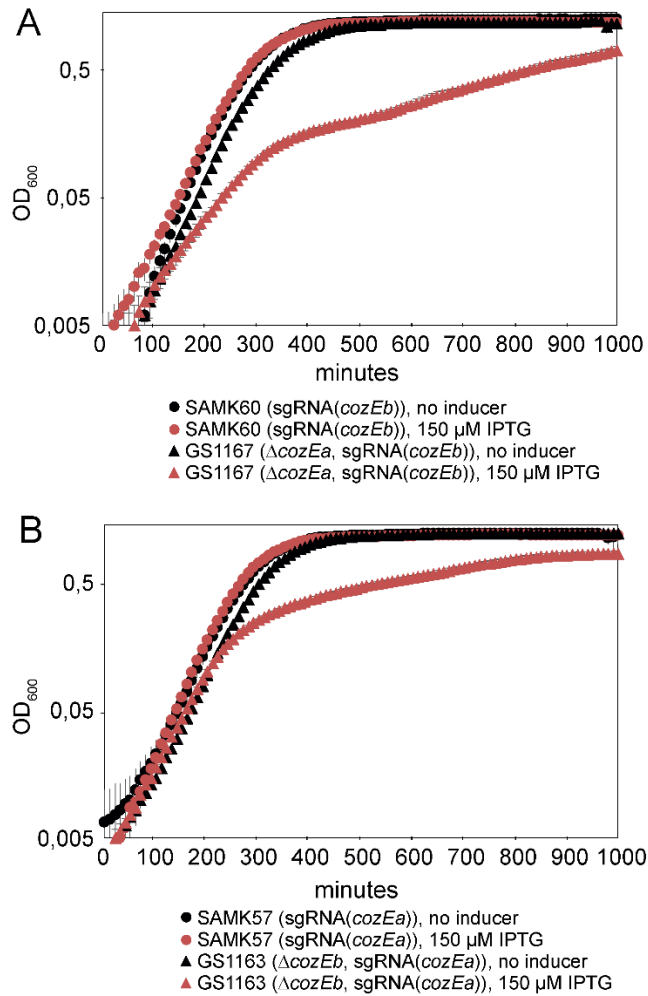 A
0.5
0.05
0,005
OD600
0 100 200 300 400 500 600 700 800 900 1000
minutes
SAMK60 (sgRNA(cozEb)), no inducer
SAMK60 (sgRNA(cozEb)), 150 µM IPTG
GS1167 (ΔcozEa, sgRNA(cozEb)), no inducer
GS1167 (ΔcozEa, sgRNA(cozEb)), 150 µM IPTG
B
0,5
0,05
0,005
OD600
0 100 200 300 400 500 600 700 800 900 1000
minutes
SAMK57 (sgRNA(cozEa)), no inducer
SAMK57 (sgRNA(cozEa)), 150 µM IPTG
GS1163 (ΔcozEb, sgRNA(cozEa)), no inducer
GS1163 (ΔcozEb, sgRNA(cozEa)), 150 µM IPTG